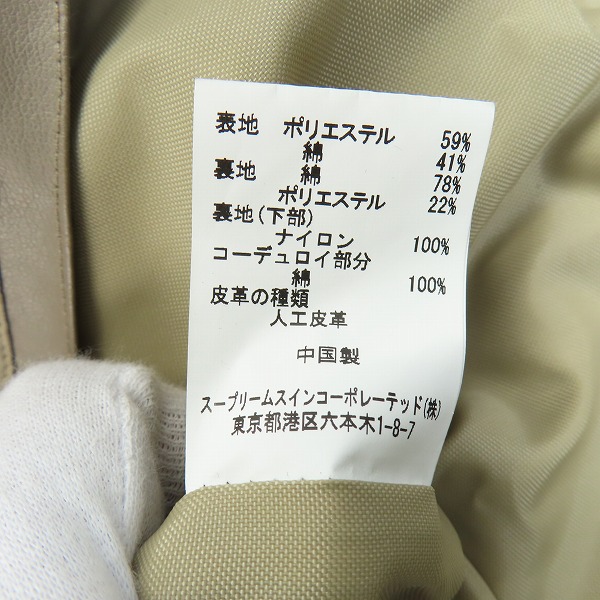 表地 ポリエステル 59%
綿 41%
裏地 綿 78%
ポリエステル 22%
裏地(下部)
ナイロン 100%
コーデュロイ部分
綿 100%
皮革の種類
人工皮革
中国製
スープリームスインコーポレーテッド(株)
東京都港区六本木1-8-7